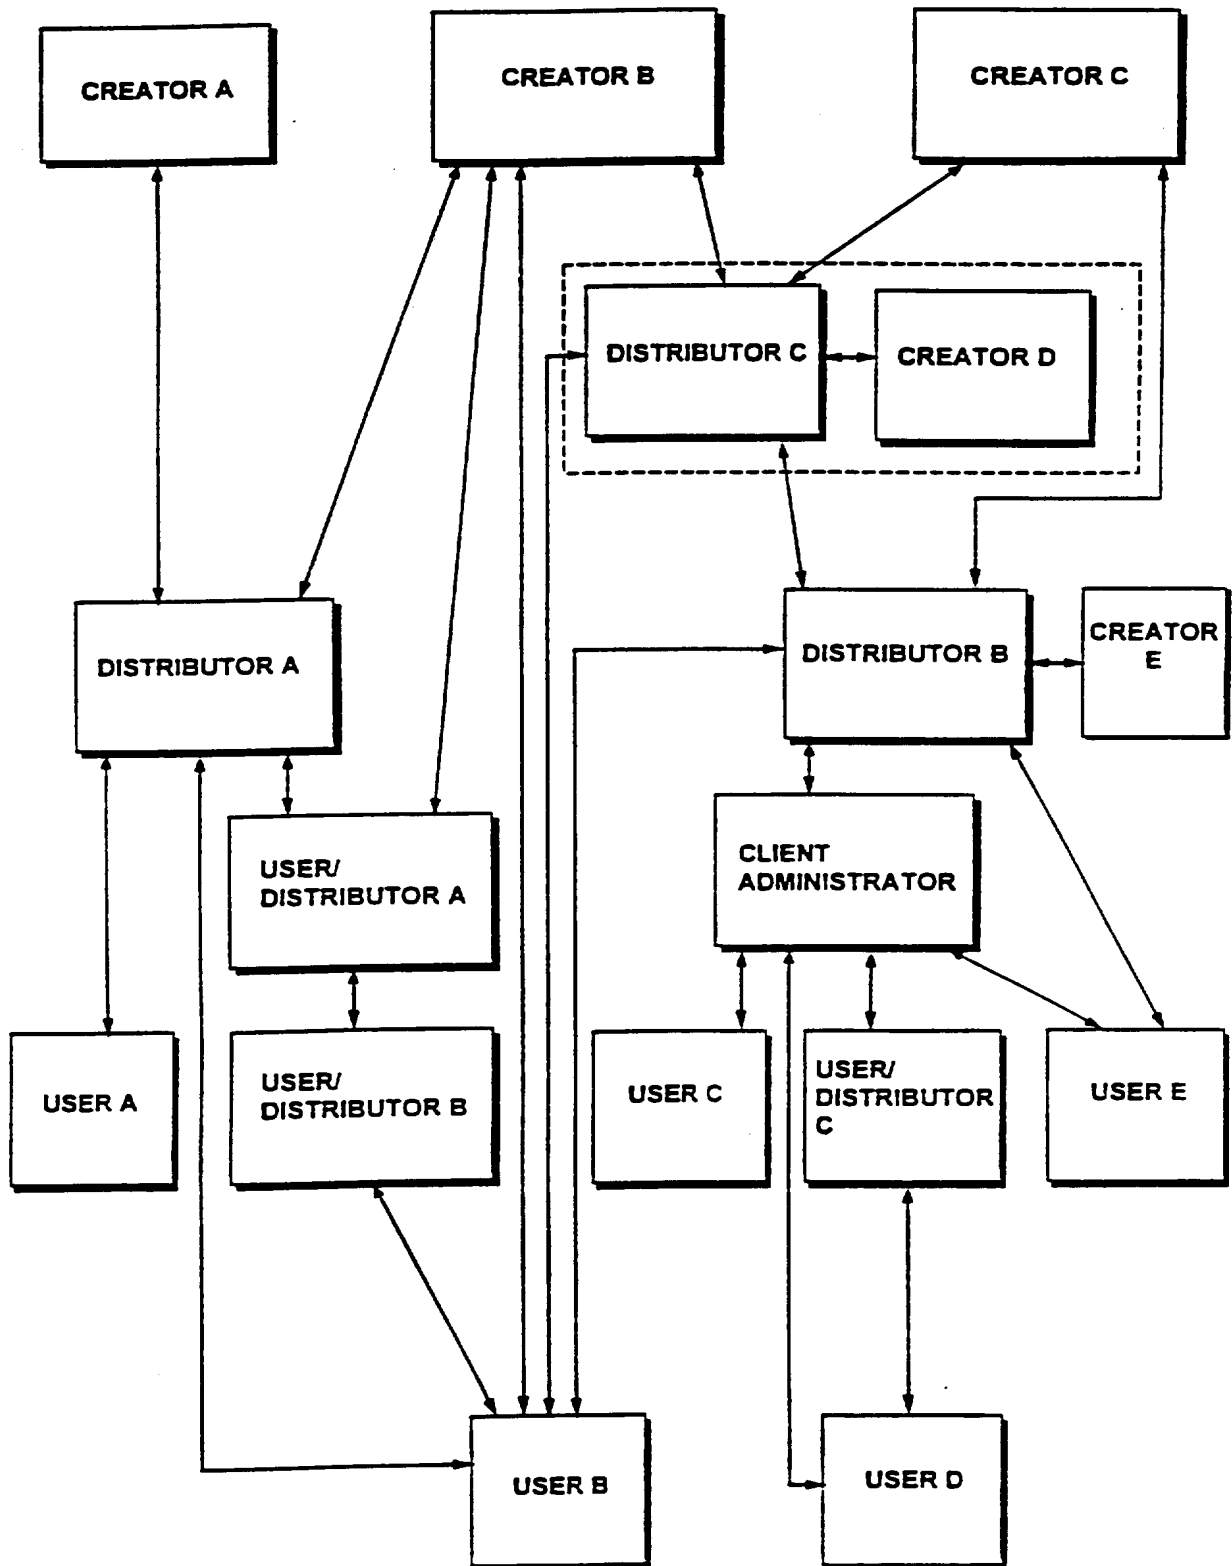 CREATOR A
CREATOR B
CREATOR C
DISTRIBUTOR C
CREATOR D
DISTRIBUTOR A
DISTRIBUTOR B
CREATOR
E
USER/
DISTRIBUTOR A
CLIENT
ADMINISTRATOR
USER A
USER/
DISTRIBUTOR B
USER C
USER/
DISTRIBUTOR
C
USER E
USER B
USER D